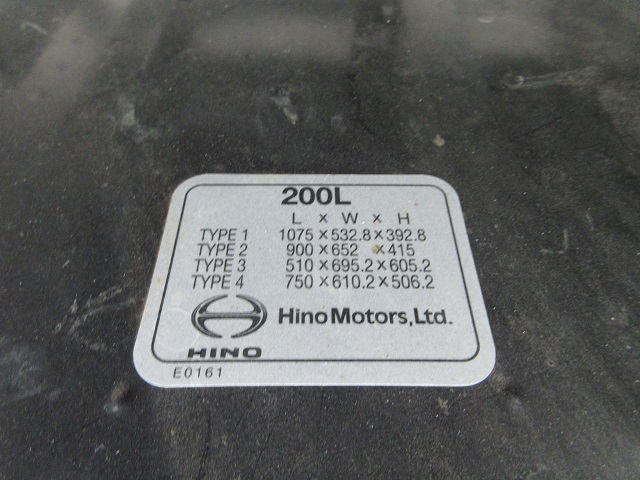 200L
L x W x H
TYPE 1 1075 x 532.8 x 392.8
TYPE 2 900 x 652 x 415
TYPE 3 510 x 695.2 x 605.2
TYPE 4 750 x 610.2 x 506.2
Hino Motors, Ltd.
HINO
E0161